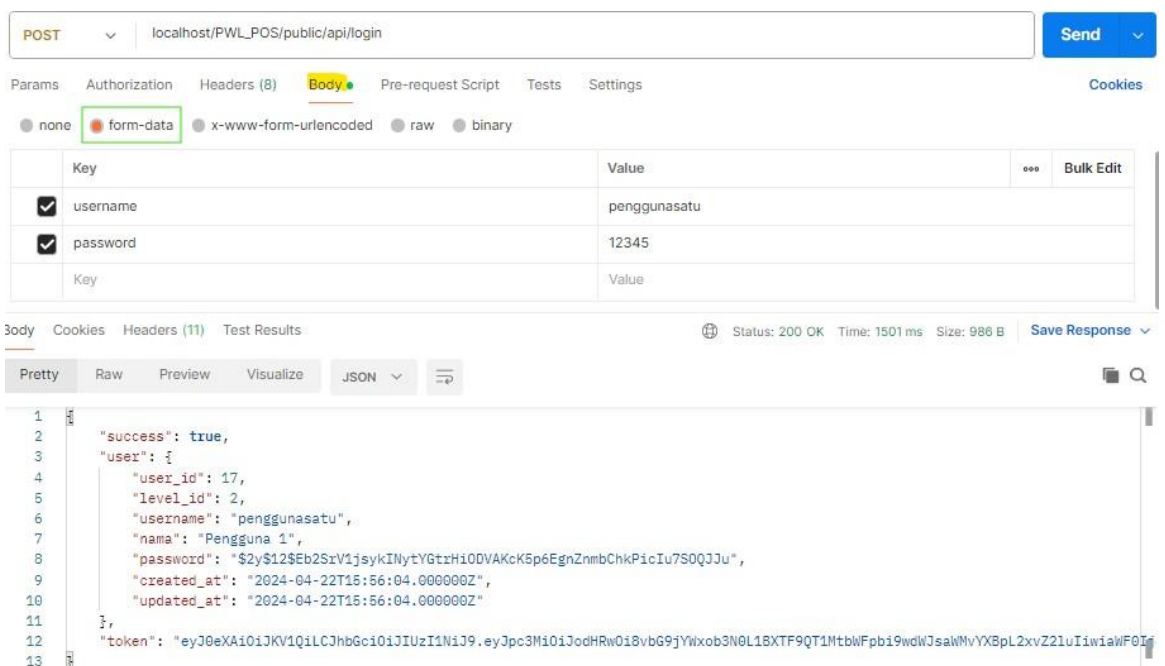 POST localhost/PWL_POS/public/api/login Send
Params Authorization Headers (8) Body Pre-request Script Tests Settings Cookies
none form-data x-www-form-urlencoded raw binary
Key Value ooo Bulk Edit
username penggunasatu
password 12345
Key Value
Body Cookies Headers (11) Test Results Status: 200 OK Time: 1501 ms Size: 986 B Save Response
Pretty Raw Preview Visualize JSON
1 {
2 "success": true,
3 "user": {
4 "user_id": 17,
5 "level_id": 2,
6 "username": "penggunasatu",
7 "nama": "Pengguna 1",
8 "password": "$2y$12$Eb2SrV1jsykINytYGtrHiODVAKcK5p6EgnZnmbChkPicIu7SOQJJu",
9 "created_at": "2024-04-22T15:56:04.000000Z",
10 "updated_at": "2024-04-22T15:56:04.000000Z"
11 },
12 "token": "eyJ0eXAiOiJKV1QiLCJhbGciOiJIUzI1NiJ9.eyJpc3MiOiJodHRwOi8vbG9jYWxob3N0L1BXTF9QT1MtbWFpbi9wdWJsaWMvYXBpL2xvZ2luIiwiaWF0Ij
13 }